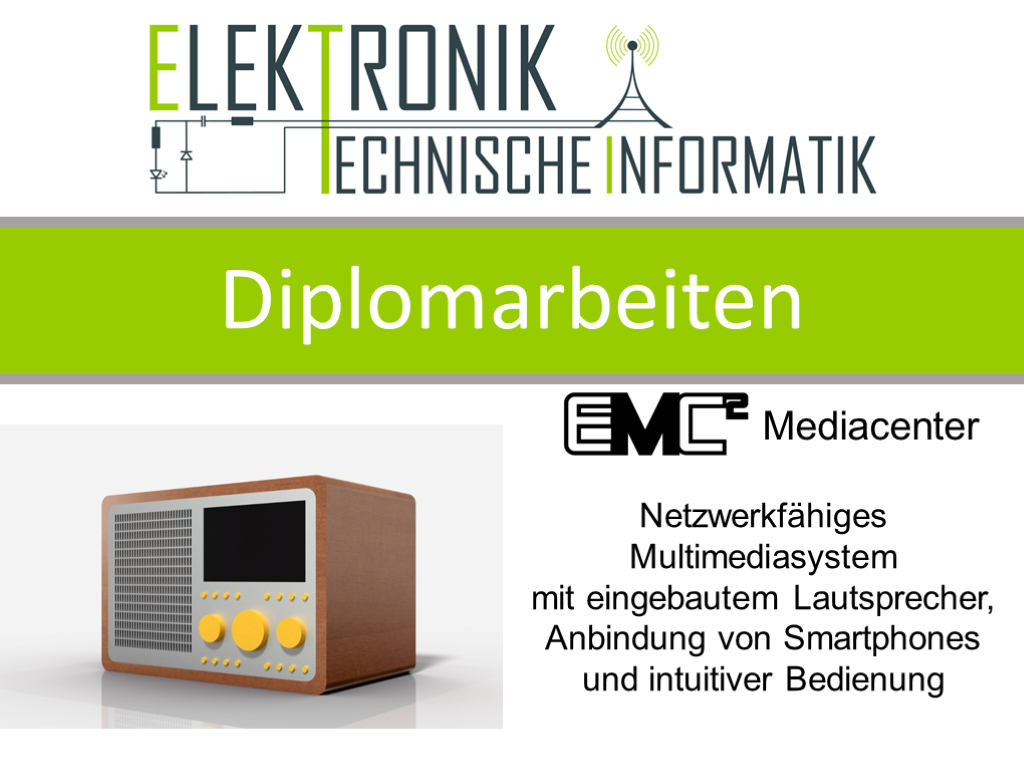 ELEKTRONIK
TECHNISCHE INFORMATIK
Diplomarbeiten
EMC² Mediacenter
Netzwerkfähiges
Multimediasystem
mit eingebautem Lautsprecher,
Anbindung von Smartphones
und intuitiver Bedienung